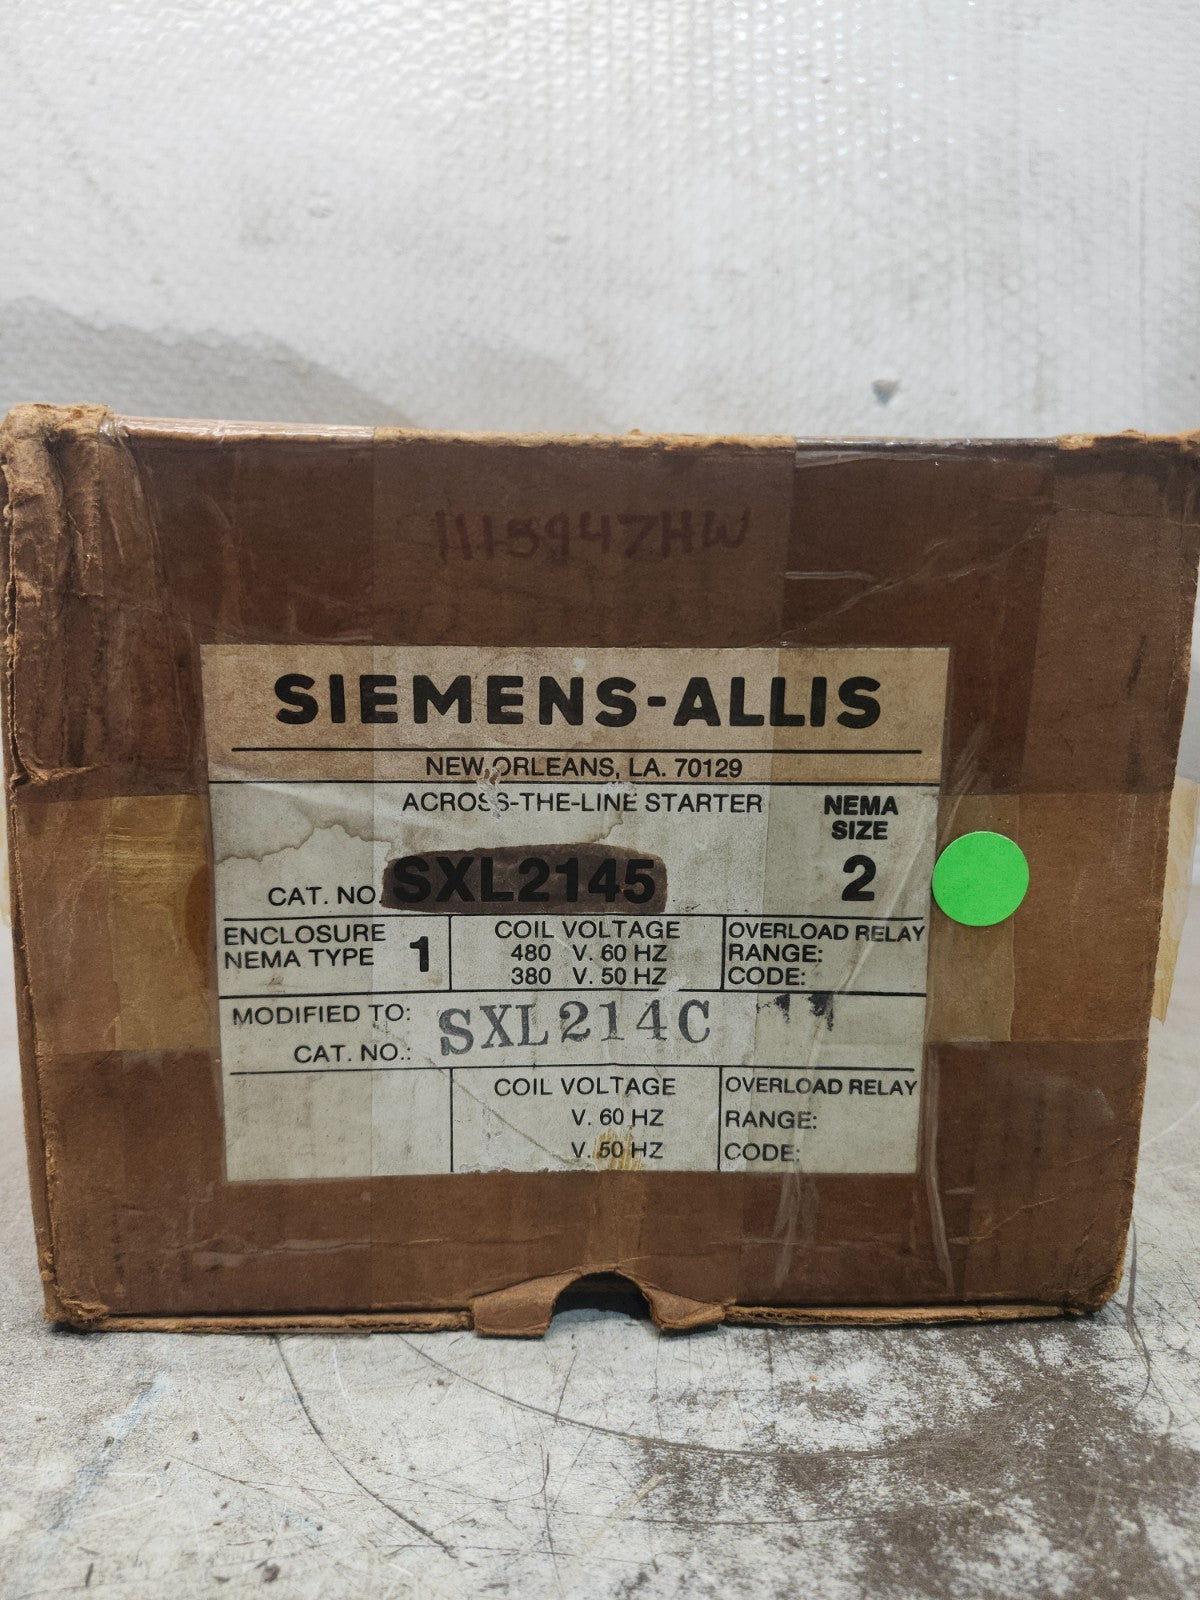 1115947HW
SIEMENS-ALLIS
NEW ORLEANS, LA. 70129
ACROSS-THE-LINE STARTER
NEMA
SIZE
2
CAT. NO. SXL2145
ENCLOSURE
NEMA TYPE 1
COIL VOLTAGE
480 V. 60 HZ
380 V. 50 HZ
OVERLOAD RELAY
RANGE:
CODE:
MODIFIED TO: SXL214C
CAT. NO.:
COIL VOLTAGE
V. 60 HZ
V. 50 HZ
OVERLOAD RELAY
RANGE:
CODE: